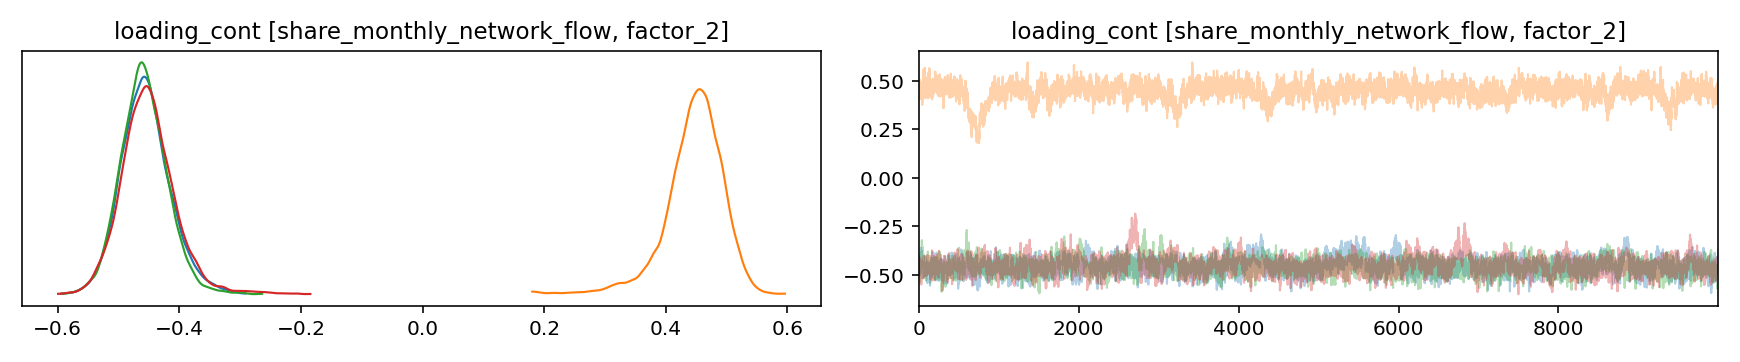 loading_cont [share_monthly_network_flow, factor_2]
−0.6 −0.4 −0.2 0.0 0.2 0.4 0.6
loading_cont [share_monthly_network_flow, factor_2]
0.50
0.25
0.00
−0.25
−0.50
0 2000 4000 6000 8000